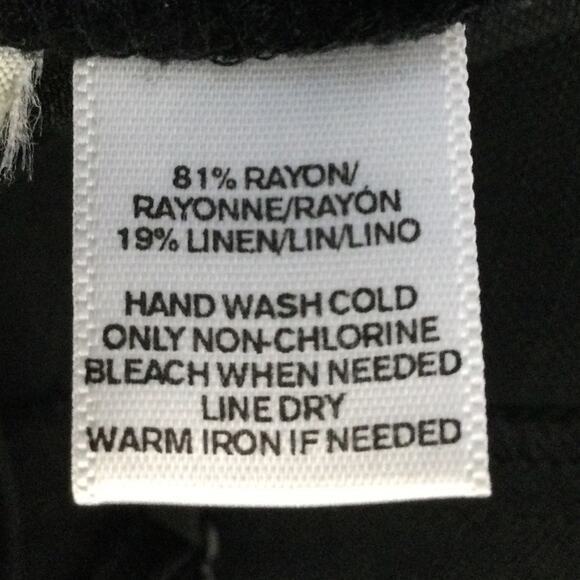 81% RAYON/
RAYONNE/RAYÓN
19% LINEN/LIN/LINO
HAND WASH COLD
ONLY NON-CHLORINE
BLEACH WHEN NEEDED
LINE DRY
WARM IRON IF NEEDED